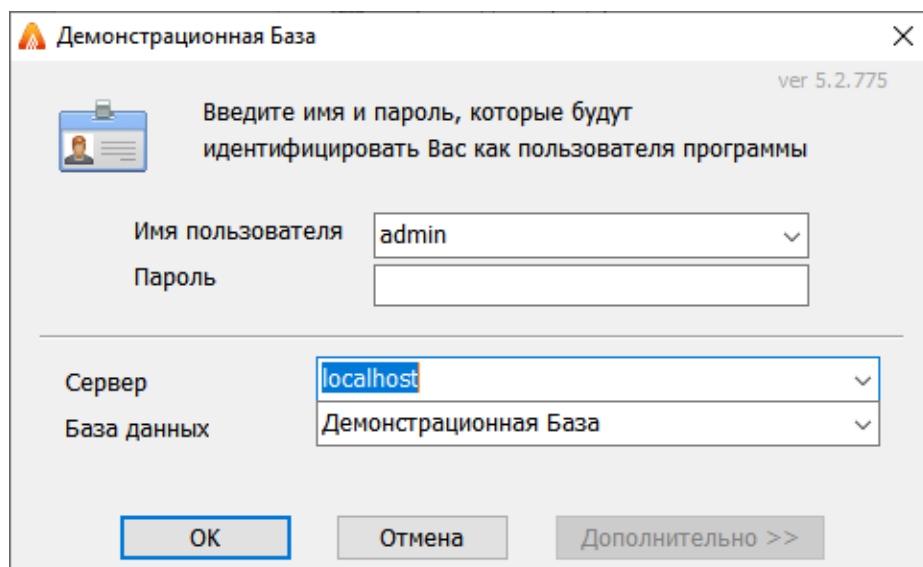 Демонстрационная База
ver 5.2.775
Введите имя и пароль, которые будут
идентифицировать Вас как пользователя программы
Имя пользователя admin
Пароль
Сервер localhost
База данных Демонстрационная База
OK Отмена Дополнительно >>